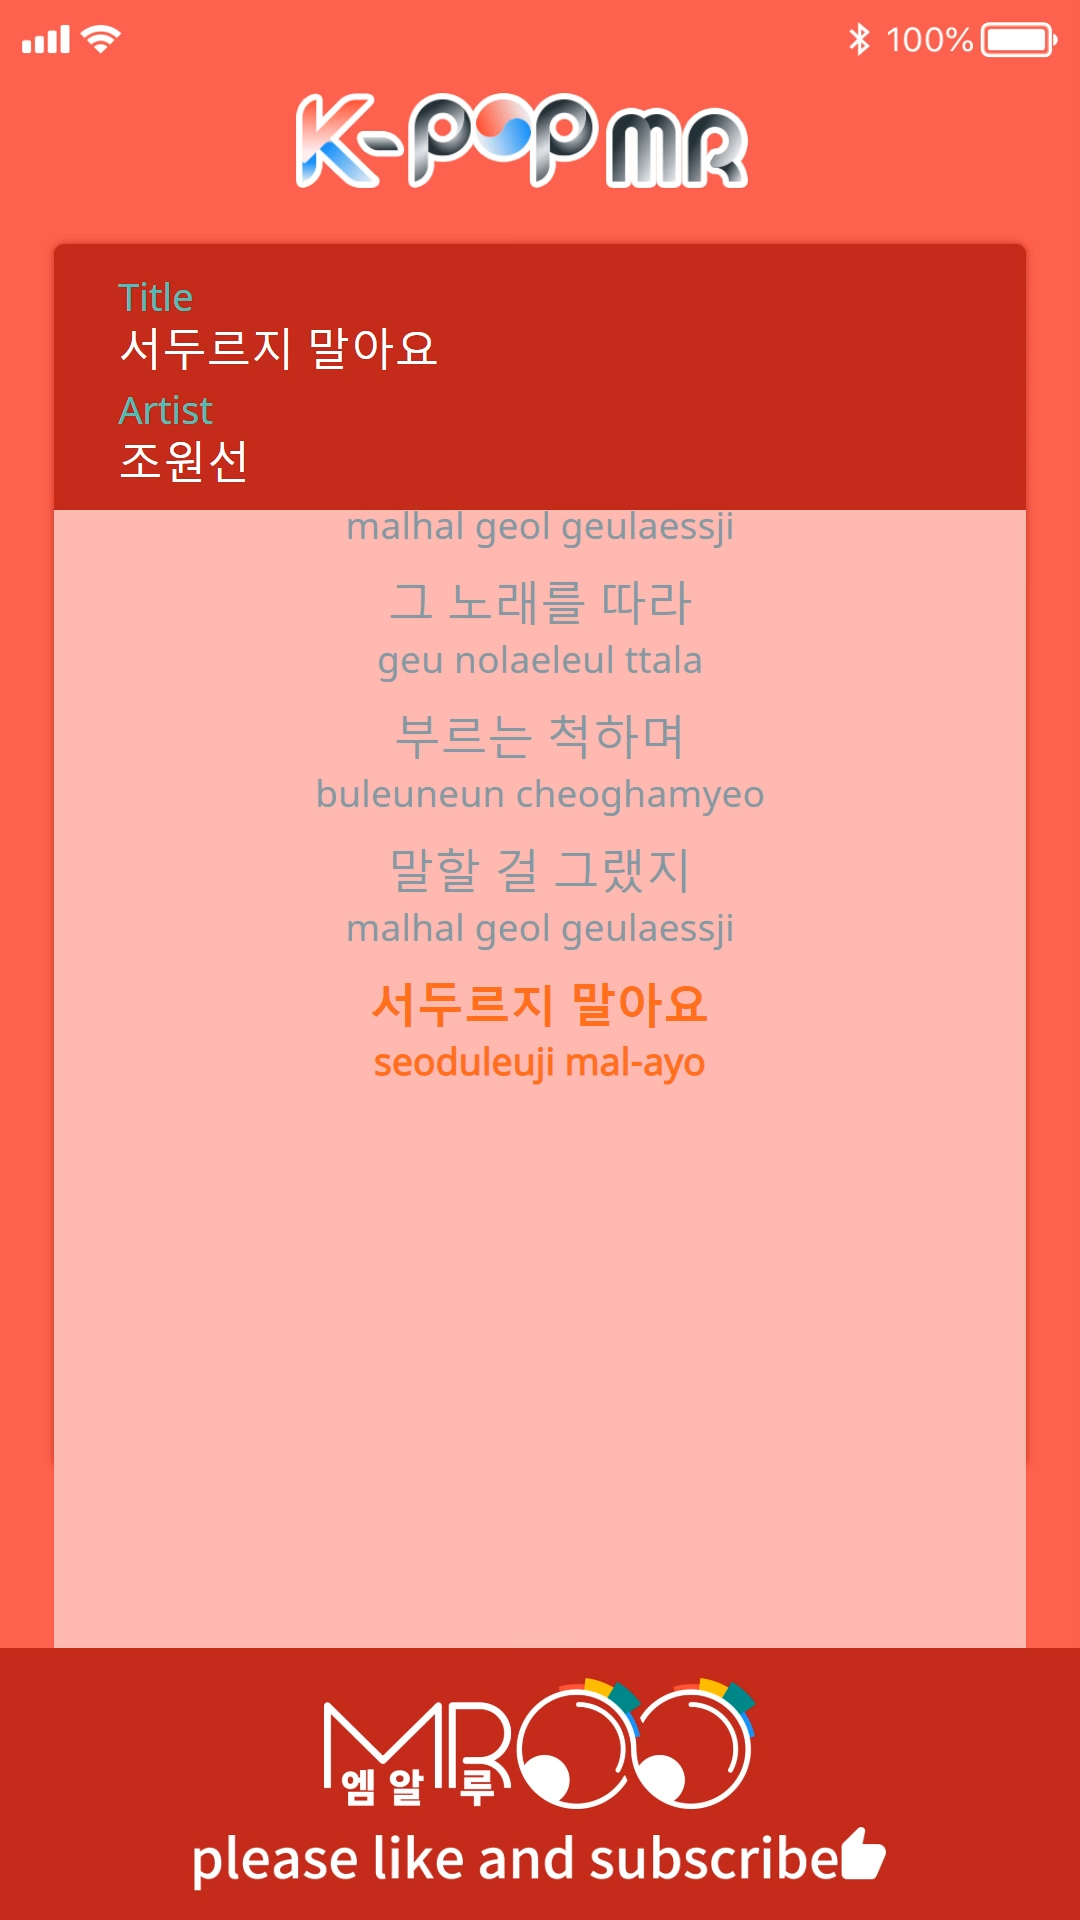 100%
K-POP MR
Title
서두르지 말아요
Artist
조원선
malhal geol geulaessji
그 노래를 따라
geu nolaeleul ttala
부르는 척하며
buleuneun cheoghamyeo
말할 걸 그랬지
malhal geol geulaessji
서두르지 말아요
seoduleuji mal-ayo
MROO
엠알루
please like and subscribe